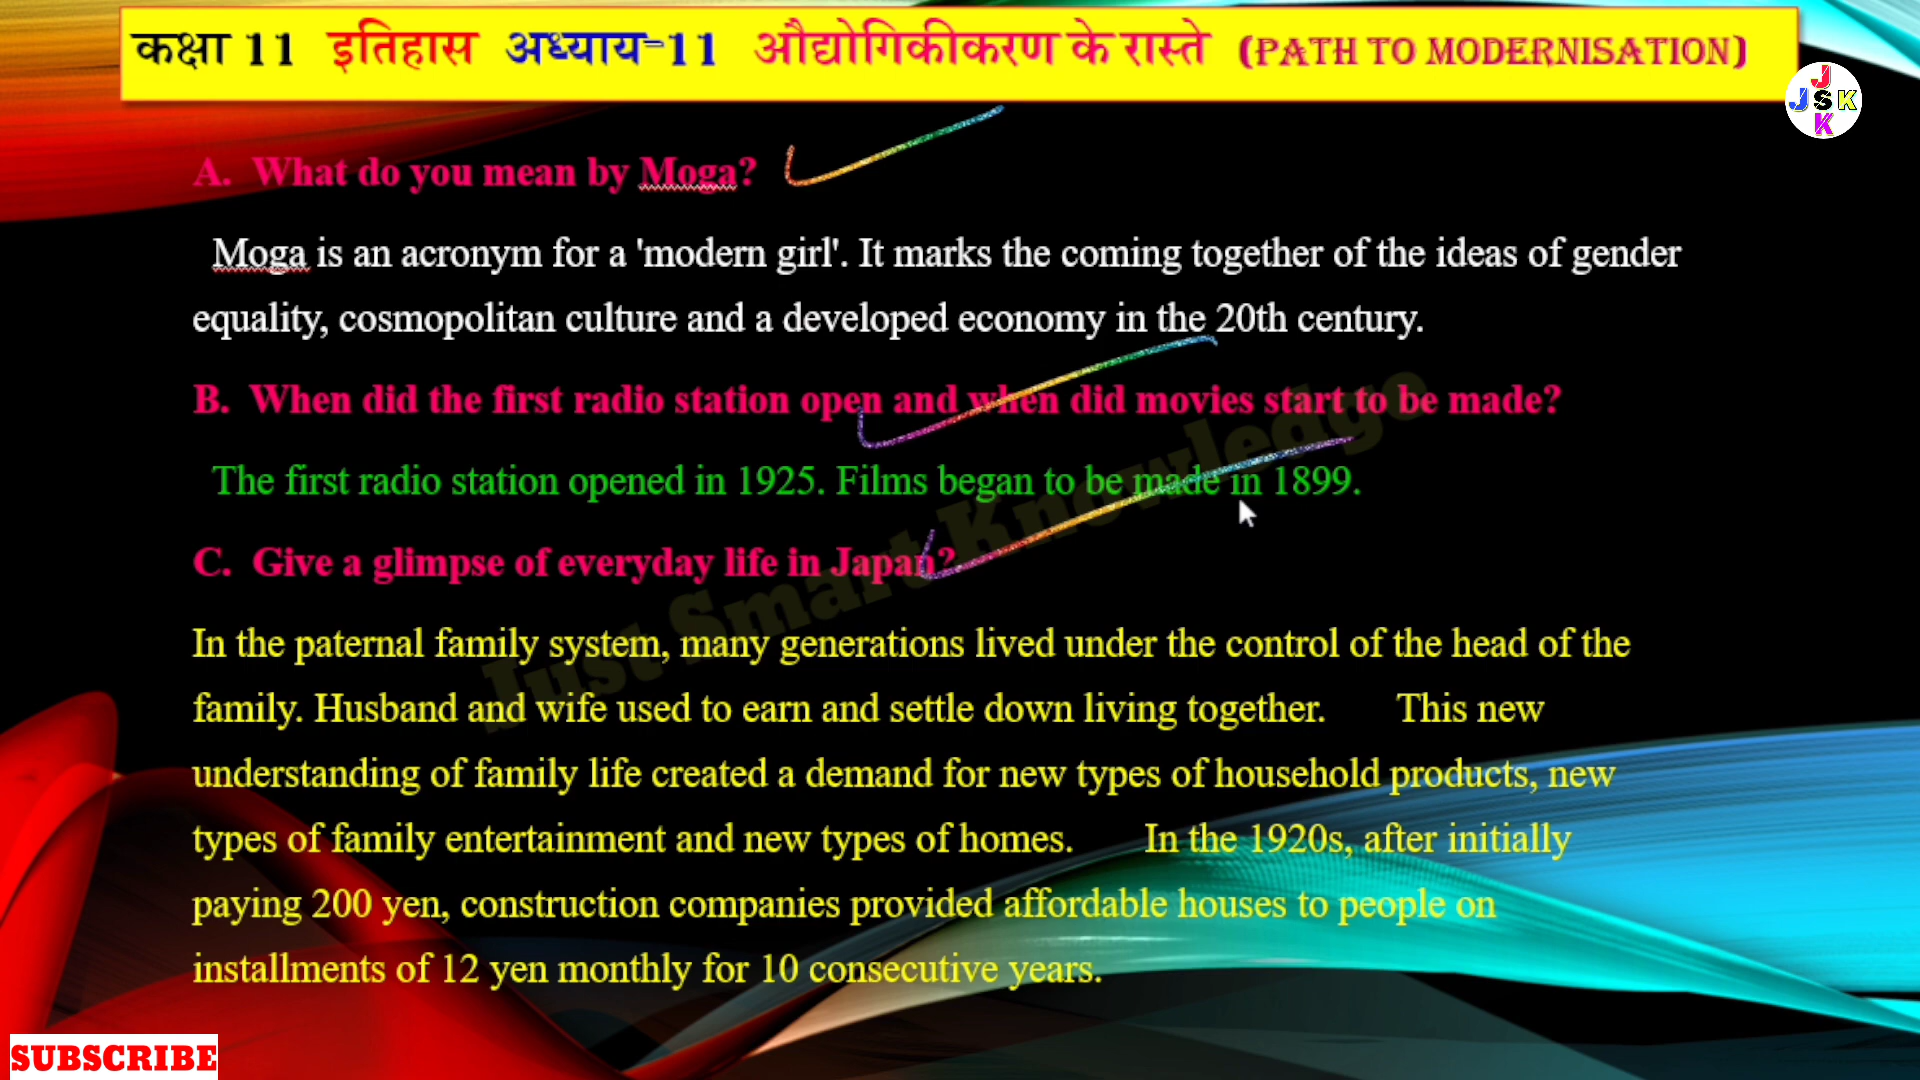 कक्षा 11 इतिहास अध्याय-11 औद्योगिकीकरण के रास्ते (PATH TO MODERNISATION)
J
J S K
K
A. What do you mean by Moga?
Moga is an acronym for a 'modern girl'. It marks the coming together of the ideas of gender
equality, cosmopolitan culture and a developed economy in the 20th century.
B. When did the first radio station open and when did movies start to be made?
The first radio station opened in 1925. Films began to be made in 1899.
C. Give a glimpse of everyday life in Japan?
In the paternal family system, many generations lived under the control of the head of the
family. Husband and wife used to earn and settle down living together. This new
understanding of family life created a demand for new types of household products, new
types of family entertainment and new types of homes. In the 1920s, after initially
paying 200 yen, construction companies provided affordable houses to people on
installments of 12 yen monthly for 10 consecutive years.
Just Smart Knowledge
SUBSCRIBE